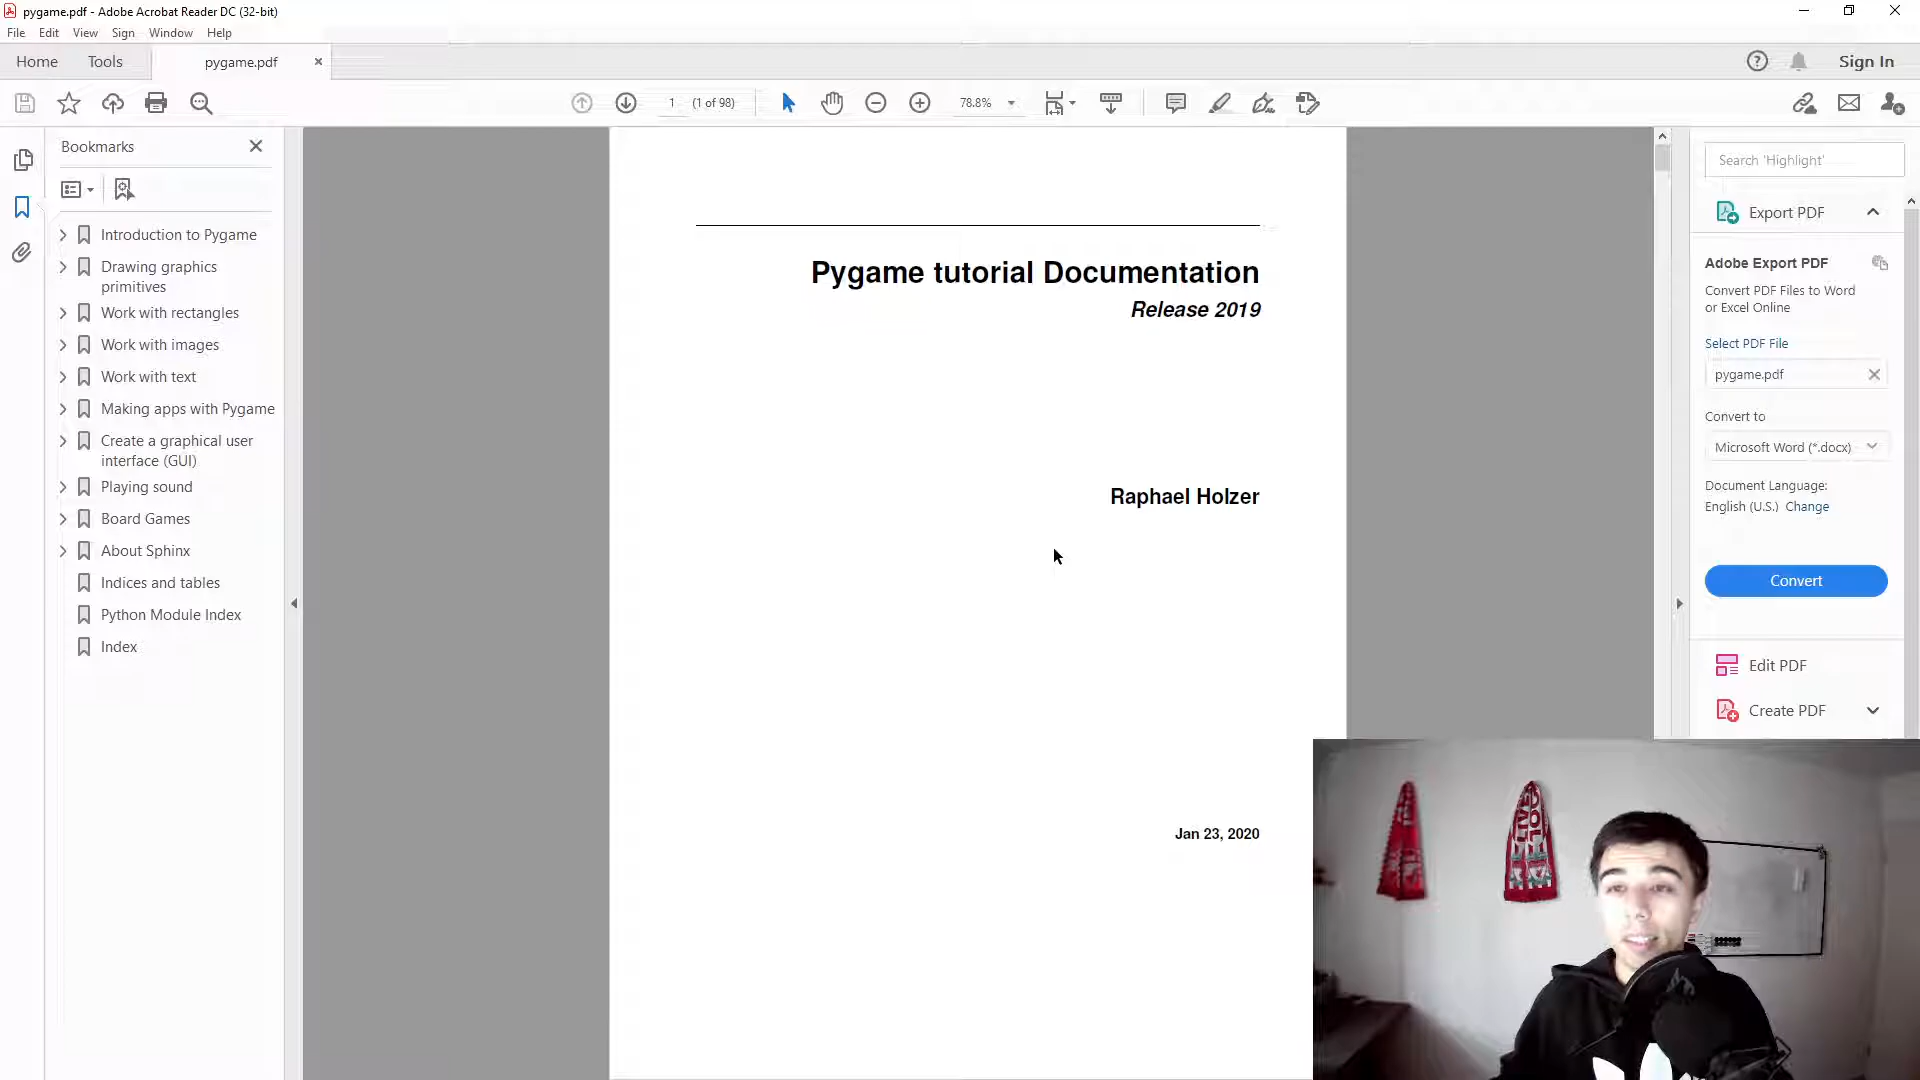 pygame.pdf - Adobe Acrobat Reader DC (32-bit)
File Edit View Sign Window Help
Home Tools pygame.pdf
Sign In
1 (1 of 98) 78.8%
Bookmarks
Introduction to Pygame
Drawing graphics
primitives
Work with rectangles
Work with images
Work with text
Making apps with Pygame
Create a graphical user
interface (GUI)
Playing sound
Board Games
About Sphinx
Indices and tables
Python Module Index
Index
Pygame tutorial Documentation
Release 2019
Raphael Holzer
Jan 23, 2020
Search 'Highlight'
Export PDF
Adobe Export PDF
Convert PDF Files to Word
or Excel Online
Select PDF File
pygame.pdf
Convert to
Microsoft Word (*.docx)
Document Language:
English (U.S.) Change
Convert
Edit PDF
Create PDF